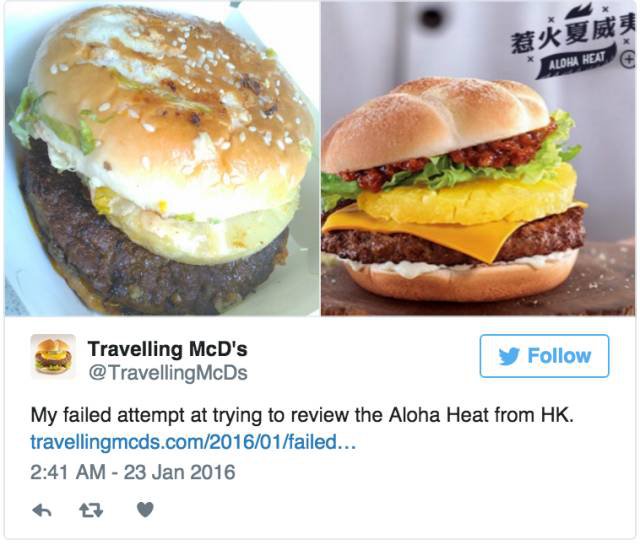 惹火夏威夷
ALOHA HEAT
Travelling McD's
@TravellingMcDs
Follow
My failed attempt at trying to review the Aloha Heat from HK.
travellingmcds.com/2016/01/failed...
2:41 AM - 23 Jan 2016